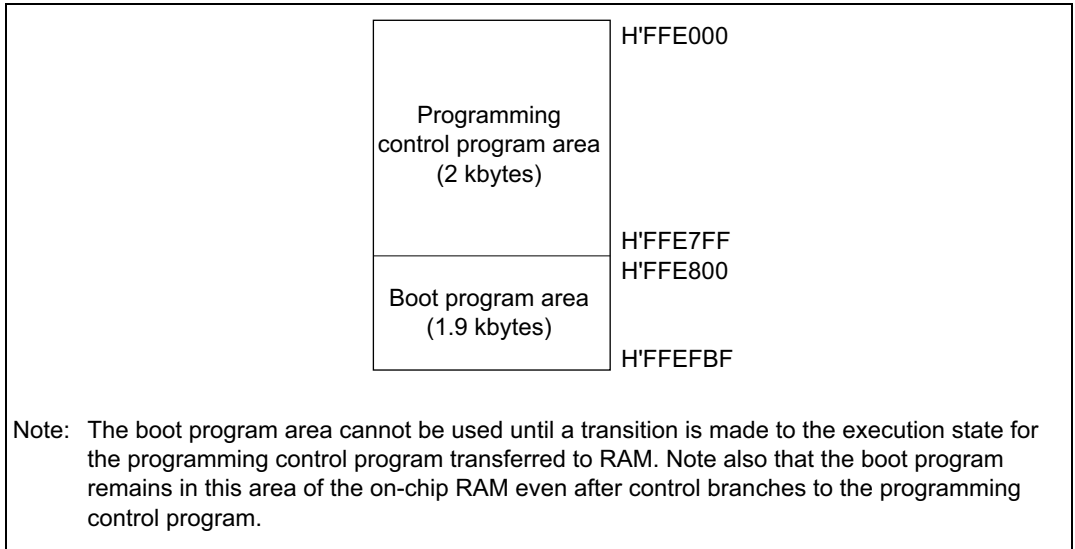 H'FFE000
Programming
control program area
(2 kbytes)
H'FFE7FF
H'FFE800
Boot program area
(1.9 kbytes)
H'FFEFBF
Note: The boot program area cannot be used until a transition is made to the execution state for
the programming control program transferred to RAM. Note also that the boot program
remains in this area of the on-chip RAM even after control branches to the programming
control program.